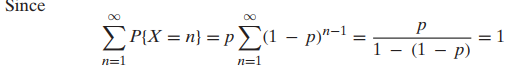 Since
∞ ∞
∑ P{X = n} = p ∑ (1 − p)ⁿ⁻¹ = p / (1 − (1 − p)) = 1
n=1 n=1